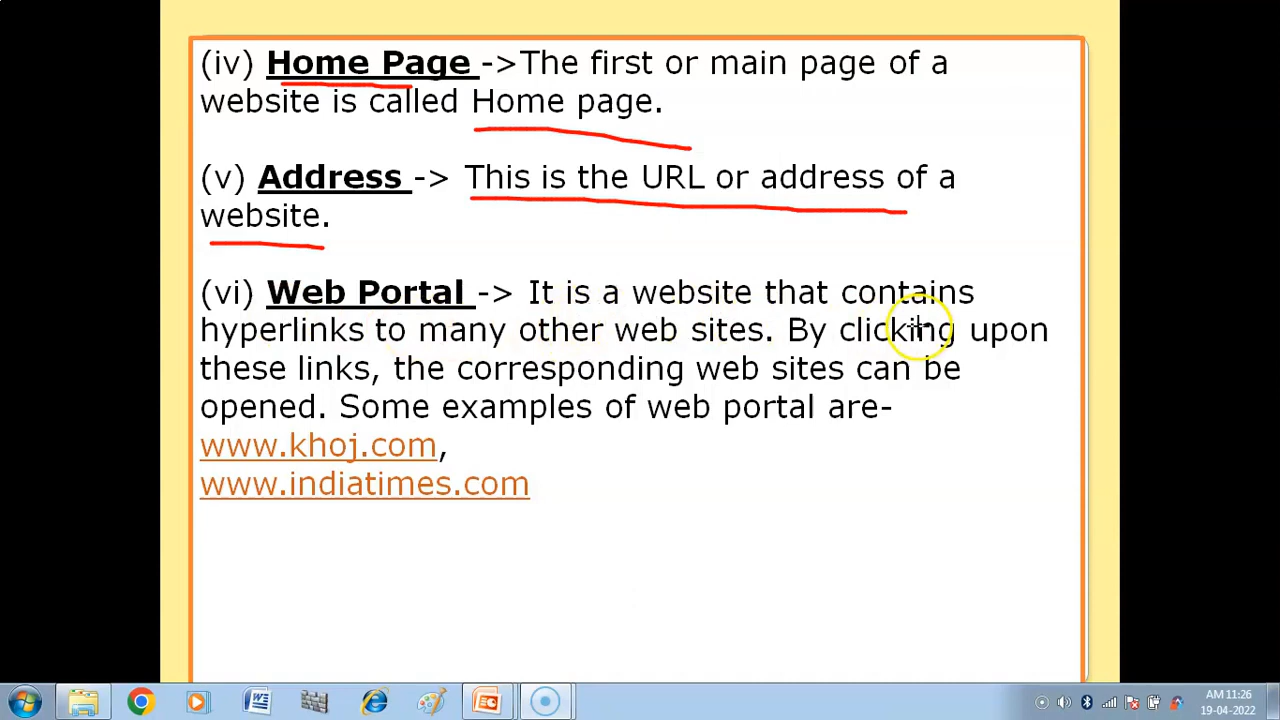 (iv) Home Page ->The first or main page of a
website is called Home page.
(v) Address -> This is the URL or address of a
website.
(vi) Web Portal -> It is a website that contains
hyperlinks to many other web sites. By clicking upon
these links, the corresponding web sites can be
opened. Some examples of web portal are-
www.khoj.com,
www.indiatimes.com
AM 11:26
19-04-2022